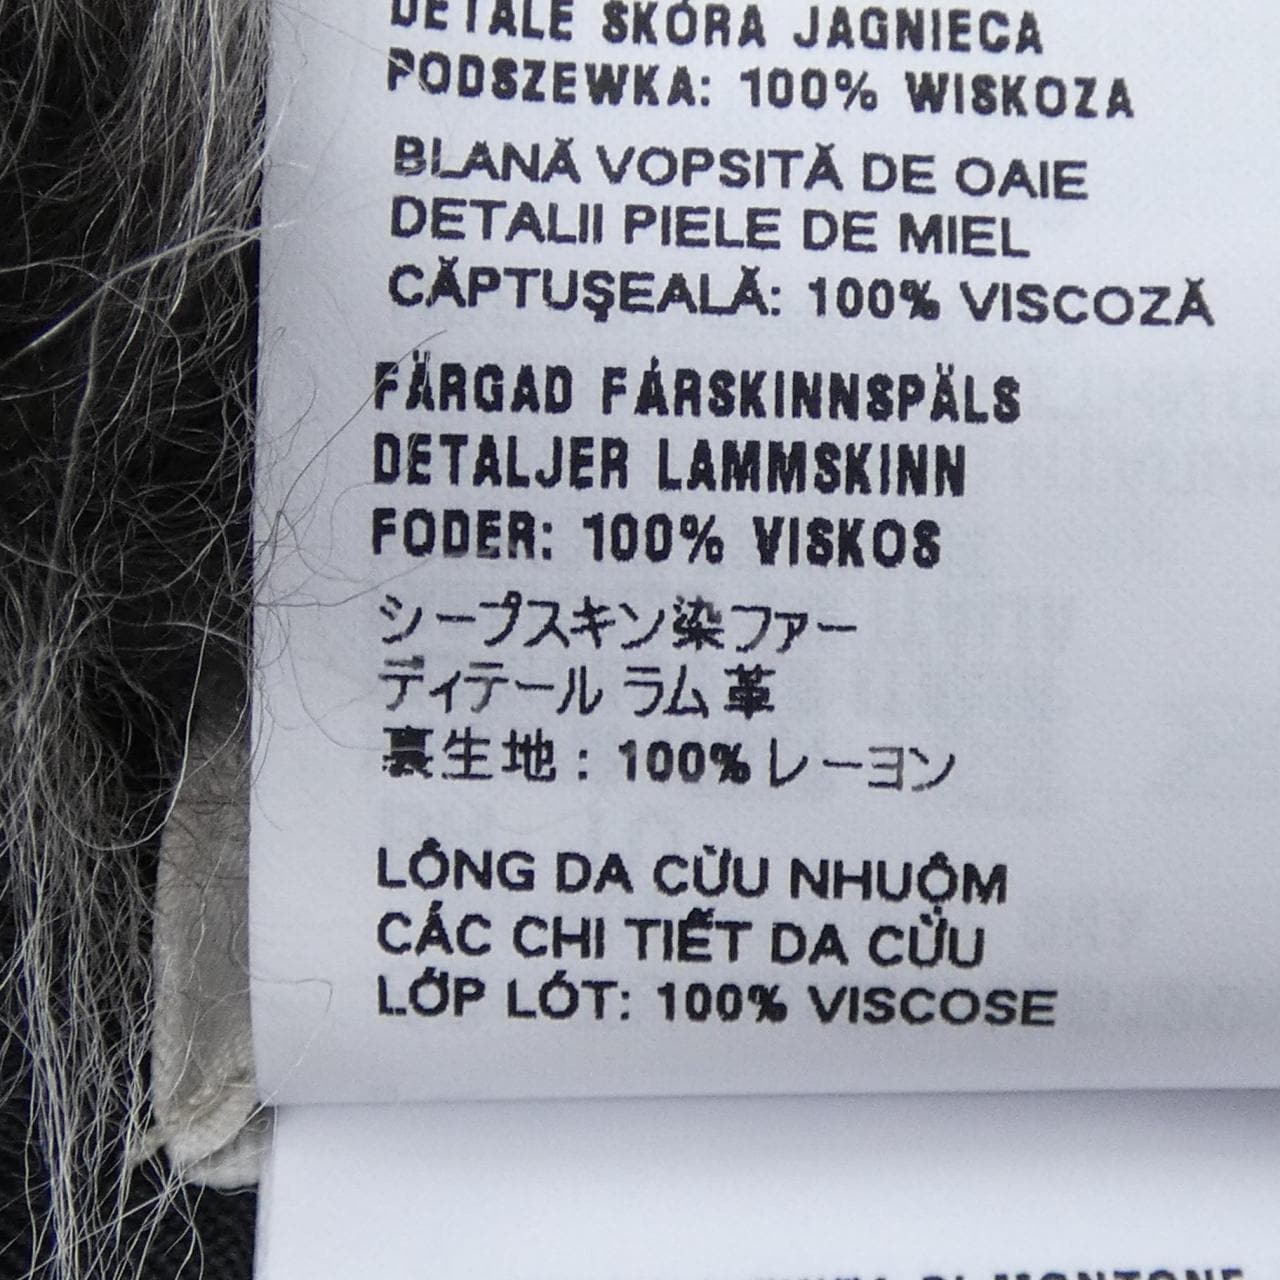 DETALE SKÓRA JAGNIECA
PODSZEWKA: 100% WISKOZA
BLANĂ VOPSITĂ DE OAIE
DETALII PIELE DE MIEL
CĂPTUŞEALĂ: 100% VISCOZĂ
FÄRGAD FÅRSKINNSPÄLS
DETALJER LAMMSKINN
FODER: 100% VISKOS
シープスキン染ファー
ディテール ラム革
裏生地: 100% レーヨン
LÔNG DA CỪU NHUỘM
CÁC CHI TIẾT DA CỪU
LỚP LÓT: 100% VISCOSE
DI MONTONE